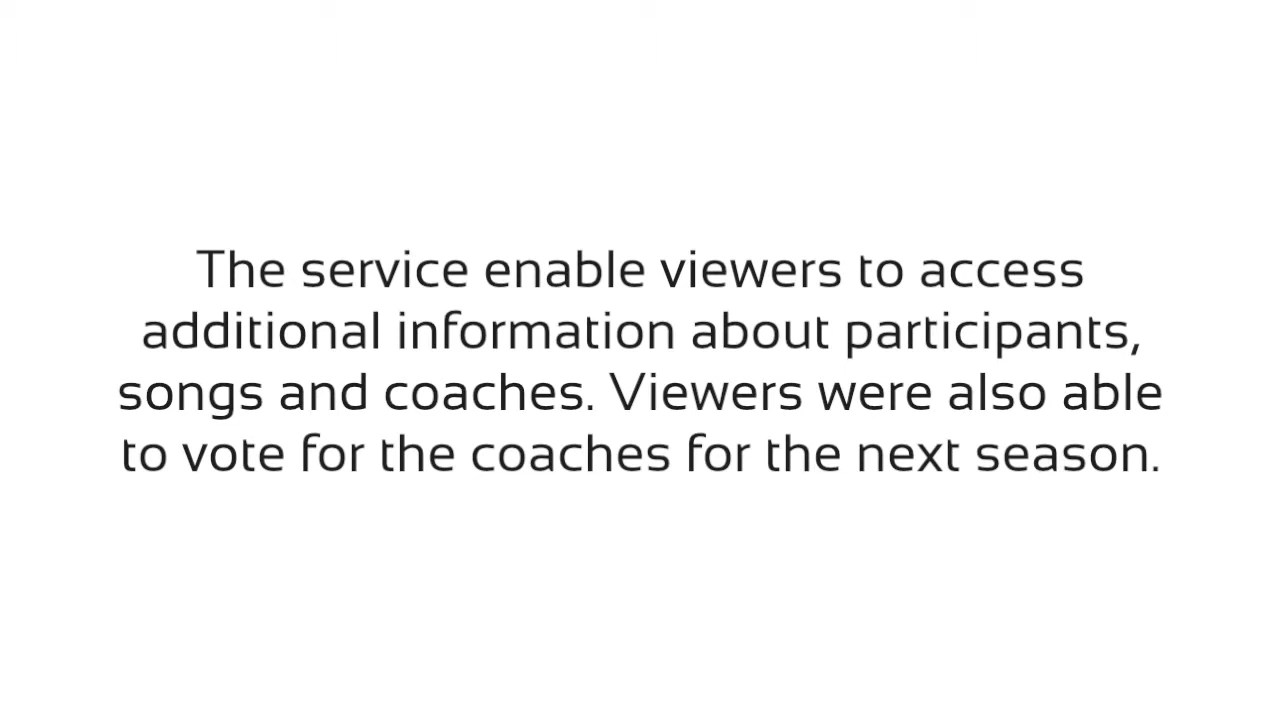 The service enable viewers to access
additional information about participants,
songs and coaches. Viewers were also able
to vote for the coaches for the next season.